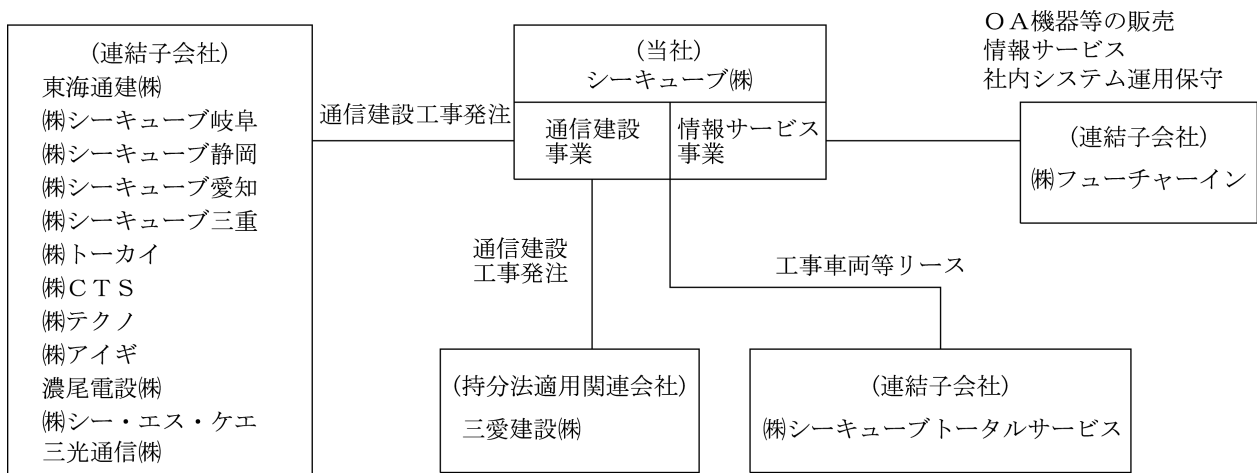 (連結子会社)
東海通建㈱
㈱シーキューブ岐阜
㈱シーキューブ静岡
㈱シーキューブ愛知
㈱シーキューブ三重
㈱トーカイ
㈱CTS
㈱テクノ
㈱アイギ
濃尾電設㈱
㈱シー・エス・ケエ
三光通信㈱
通信建設工事発注
(当社)
シーキューブ㈱
通信建設
事業
情報サービス
事業
OA機器等の販売
情報サービス
社内システム運用保守
(連結子会社)
㈱フューチャーイン
通信建設
工事発注
工事車両等リース
(持分法適用関連会社)
三愛建設㈱
(連結子会社)
㈱シーキューブトータルサービス